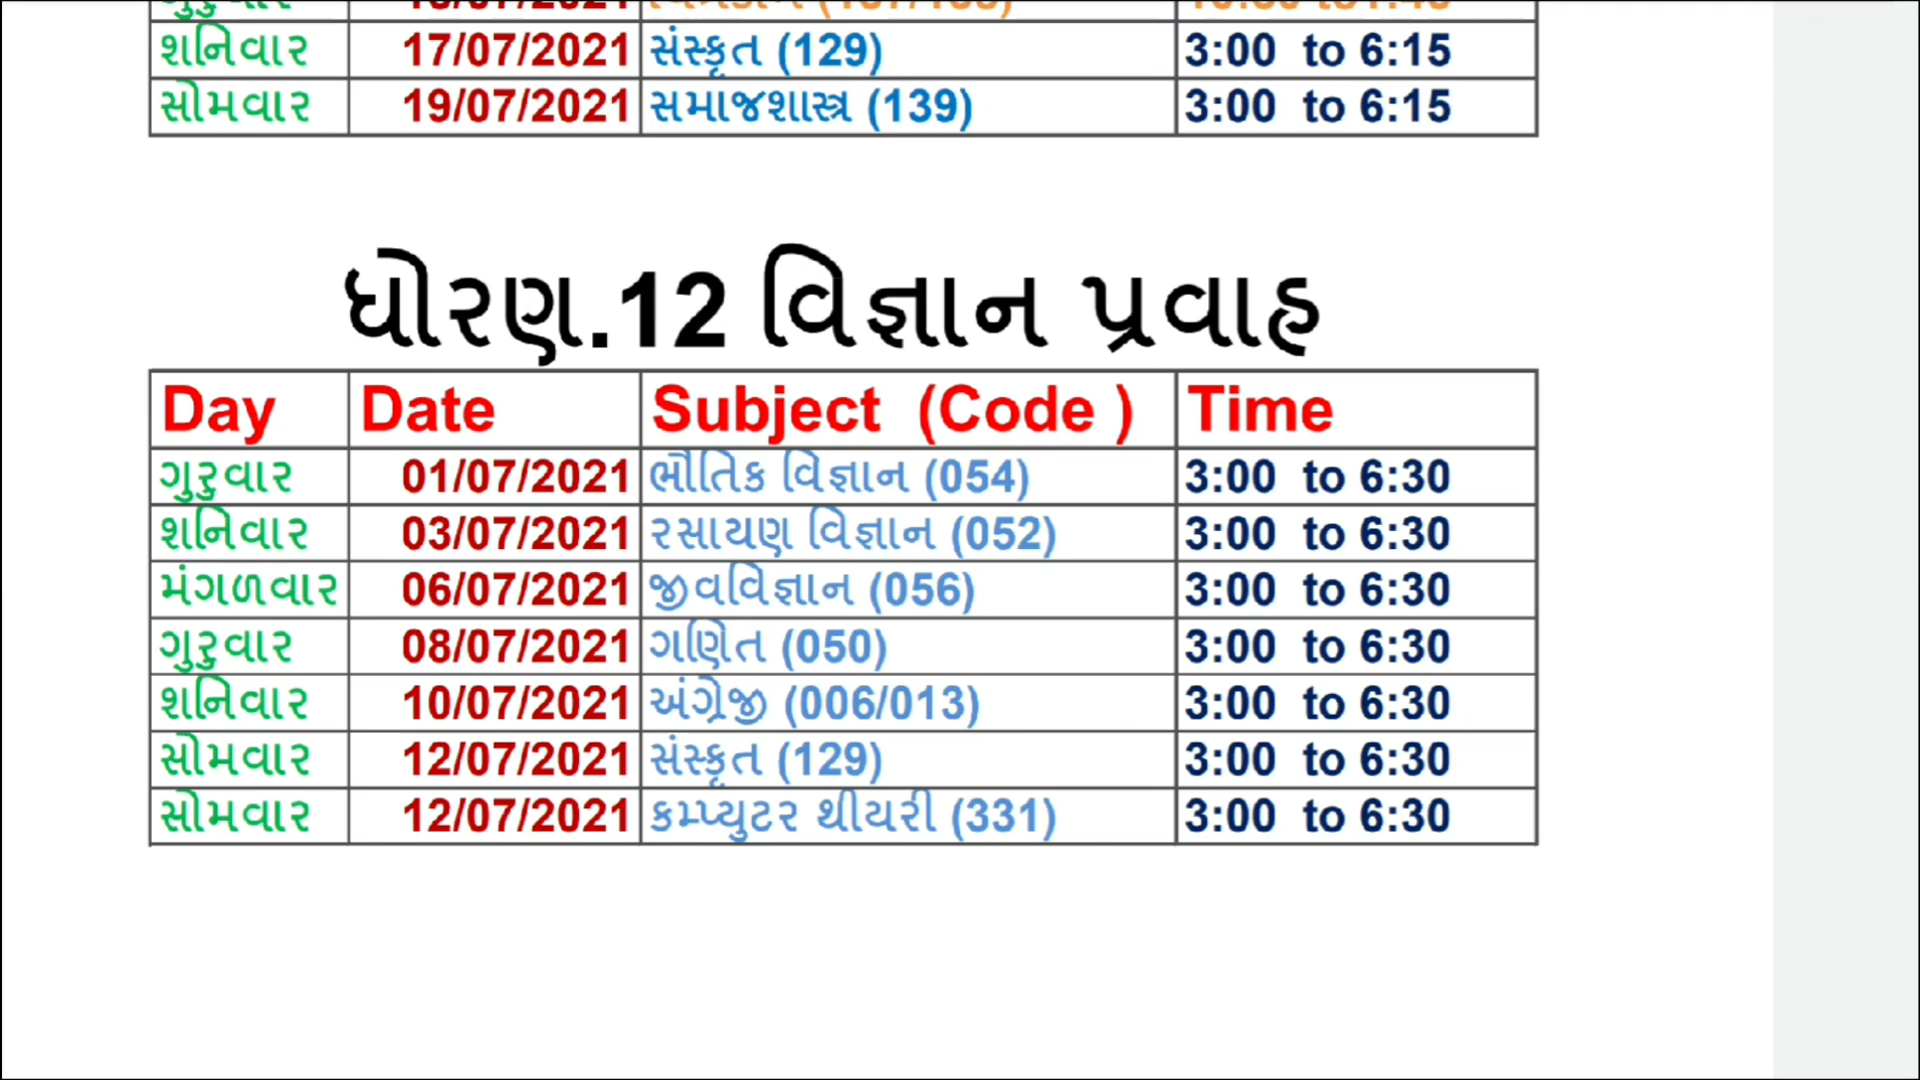 શનિવાર 17/07/2021 સંસ્કૃત (129) 3:00 to 6:15
સોમવાર 19/07/2021 સમાજશાસ્ત્ર (139) 3:00 to 6:15
ધોરણ.12 વિજ્ઞાન પ્રવાહ
Day Date Subject (Code ) Time
ગુરુવાર 01/07/2021 ભૌતિક વિજ્ઞાન (054) 3:00 to 6:30
શનિવાર 03/07/2021 રસાયણ વિજ્ઞાન (052) 3:00 to 6:30
મંગળવાર 06/07/2021 જીવવિજ્ઞાન (056) 3:00 to 6:30
ગુરુવાર 08/07/2021 ગણિત (050) 3:00 to 6:30
શનિવાર 10/07/2021 અંગ્રેજી (006/013) 3:00 to 6:30
સોમવાર 12/07/2021 સંસ્કૃત (129) 3:00 to 6:30
સોમવાર 12/07/2021 કમ્પ્યુટર થીયરી (331) 3:00 to 6:30